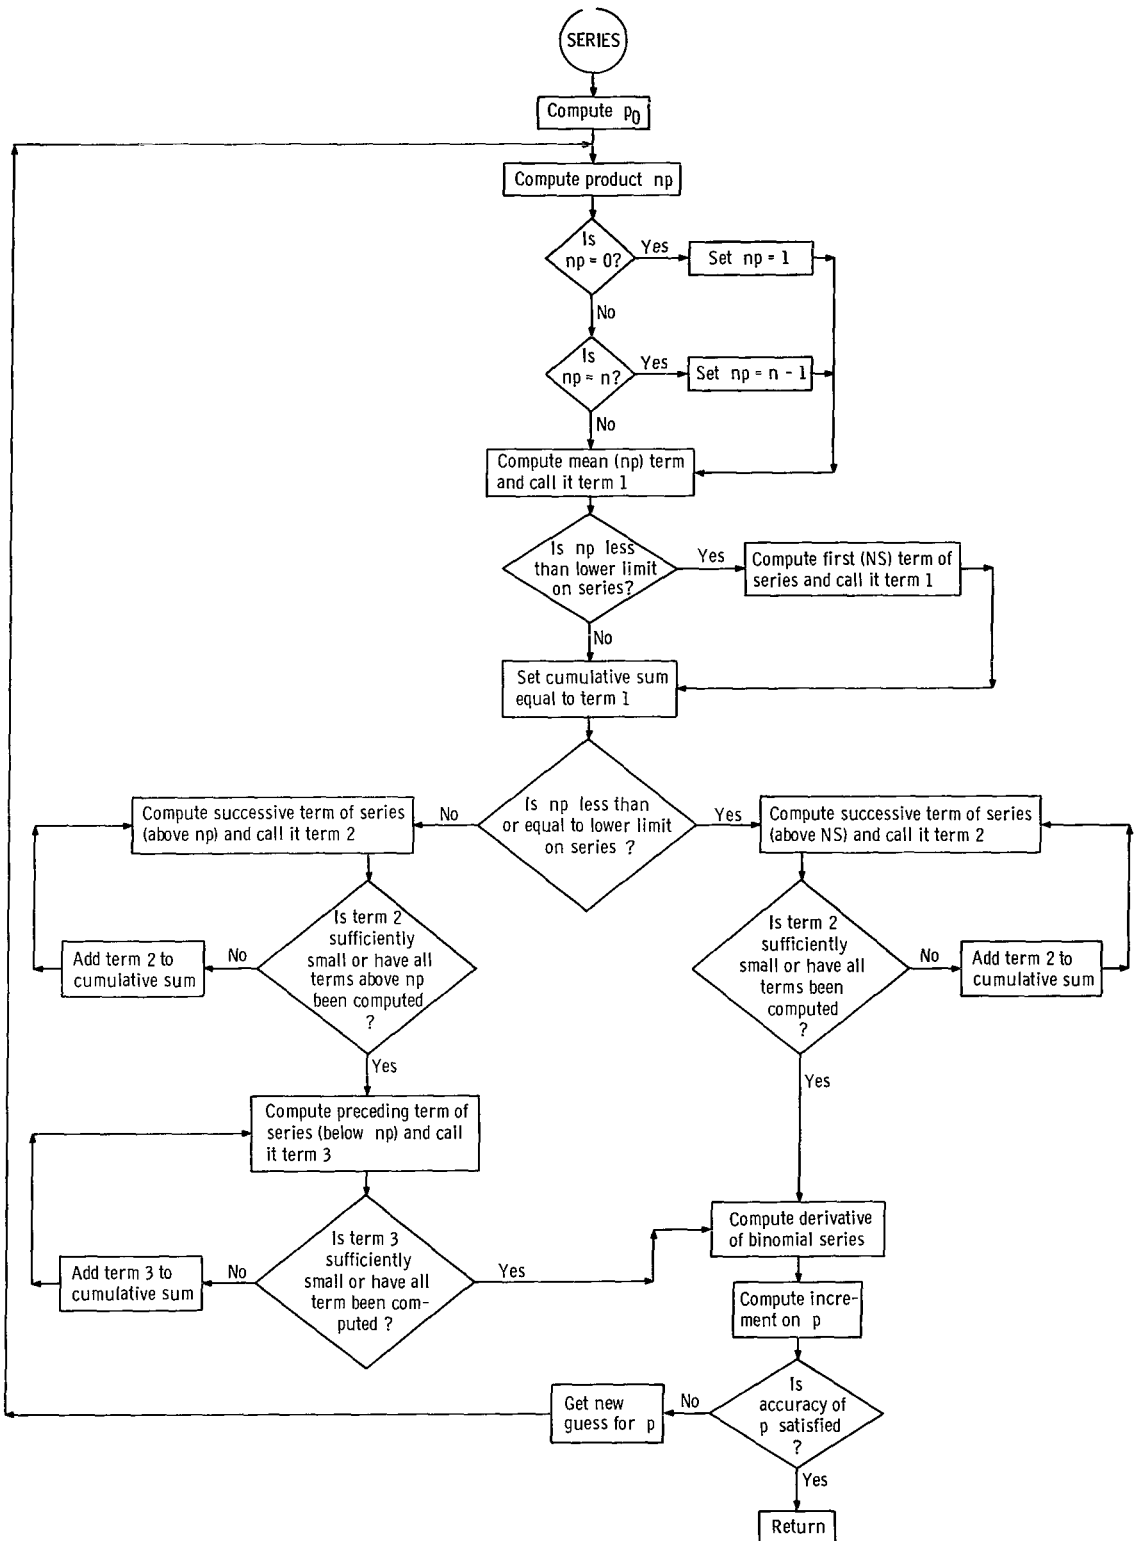 SERIES
Compute p0
Compute product np
Is
np = 0?
Yes
Set np = 1
No
Is
np = n?
Yes
Set np = n - 1
No
Compute mean (np) term
and call it term 1
Is np less
than lower limit
on series?
Yes
Compute first (NS) term of
series and call it term 1
No
Set cumulative sum
equal to term 1
Is np less than
or equal to lower limit
on series ?
No
Compute successive term of series
(above np) and call it term 2
Yes
Compute successive term of series
(above NS) and call it term 2
Is term 2
sufficiently
small or have all
terms above np
been computed
?
No
Add term 2 to
cumulative sum
Is term 2
sufficiently
small or have all
terms been
computed
?
No
Add term 2 to
cumulative sum
Yes
Yes
Compute preceding term of
series (below np) and call
it term 3
Is term 3
sufficiently
small or have all
term been com-
puted ?
No
Add term 3 to
cumulative sum
Yes
Compute derivative
of binomial series
Compute incre-
ment on p
Is
accuracy of
p satisfied
?
No
Get new
guess for p
Yes
Return